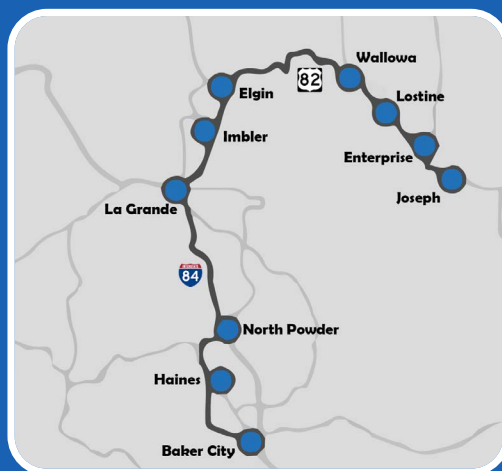 Wallowa
82
Elgin
Lostine
Imbler
Enterprise
Joseph
La Grande
84
North Powder
Haines
Baker City